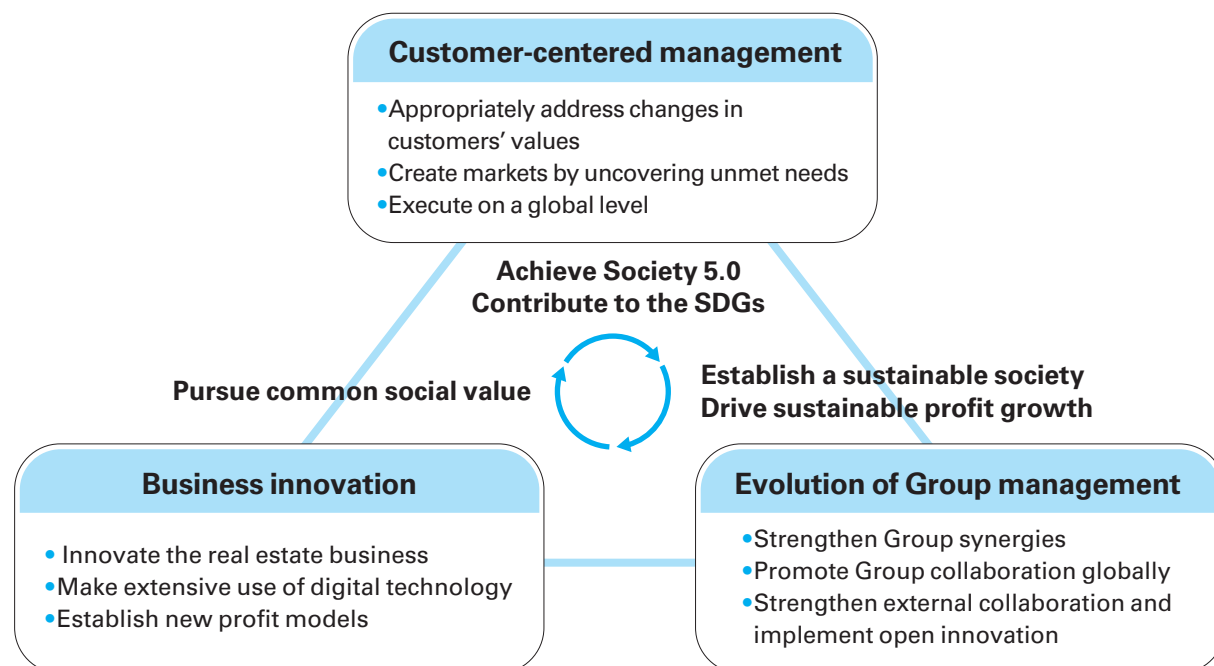 Customer-centered management
•Appropriately address changes in
customers’ values
•Create markets by uncovering unmet needs
•Execute on a global level
Achieve Society 5.0
Contribute to the SDGs
Pursue common social value
Establish a sustainable society
Drive sustainable profit growth
Business innovation
• Innovate the real estate business
•Make extensive use of digital technology
•Establish new profit models
Evolution of Group management
•Strengthen Group synergies
•Promote Group collaboration globally
•Strengthen external collaboration and
implement open innovation